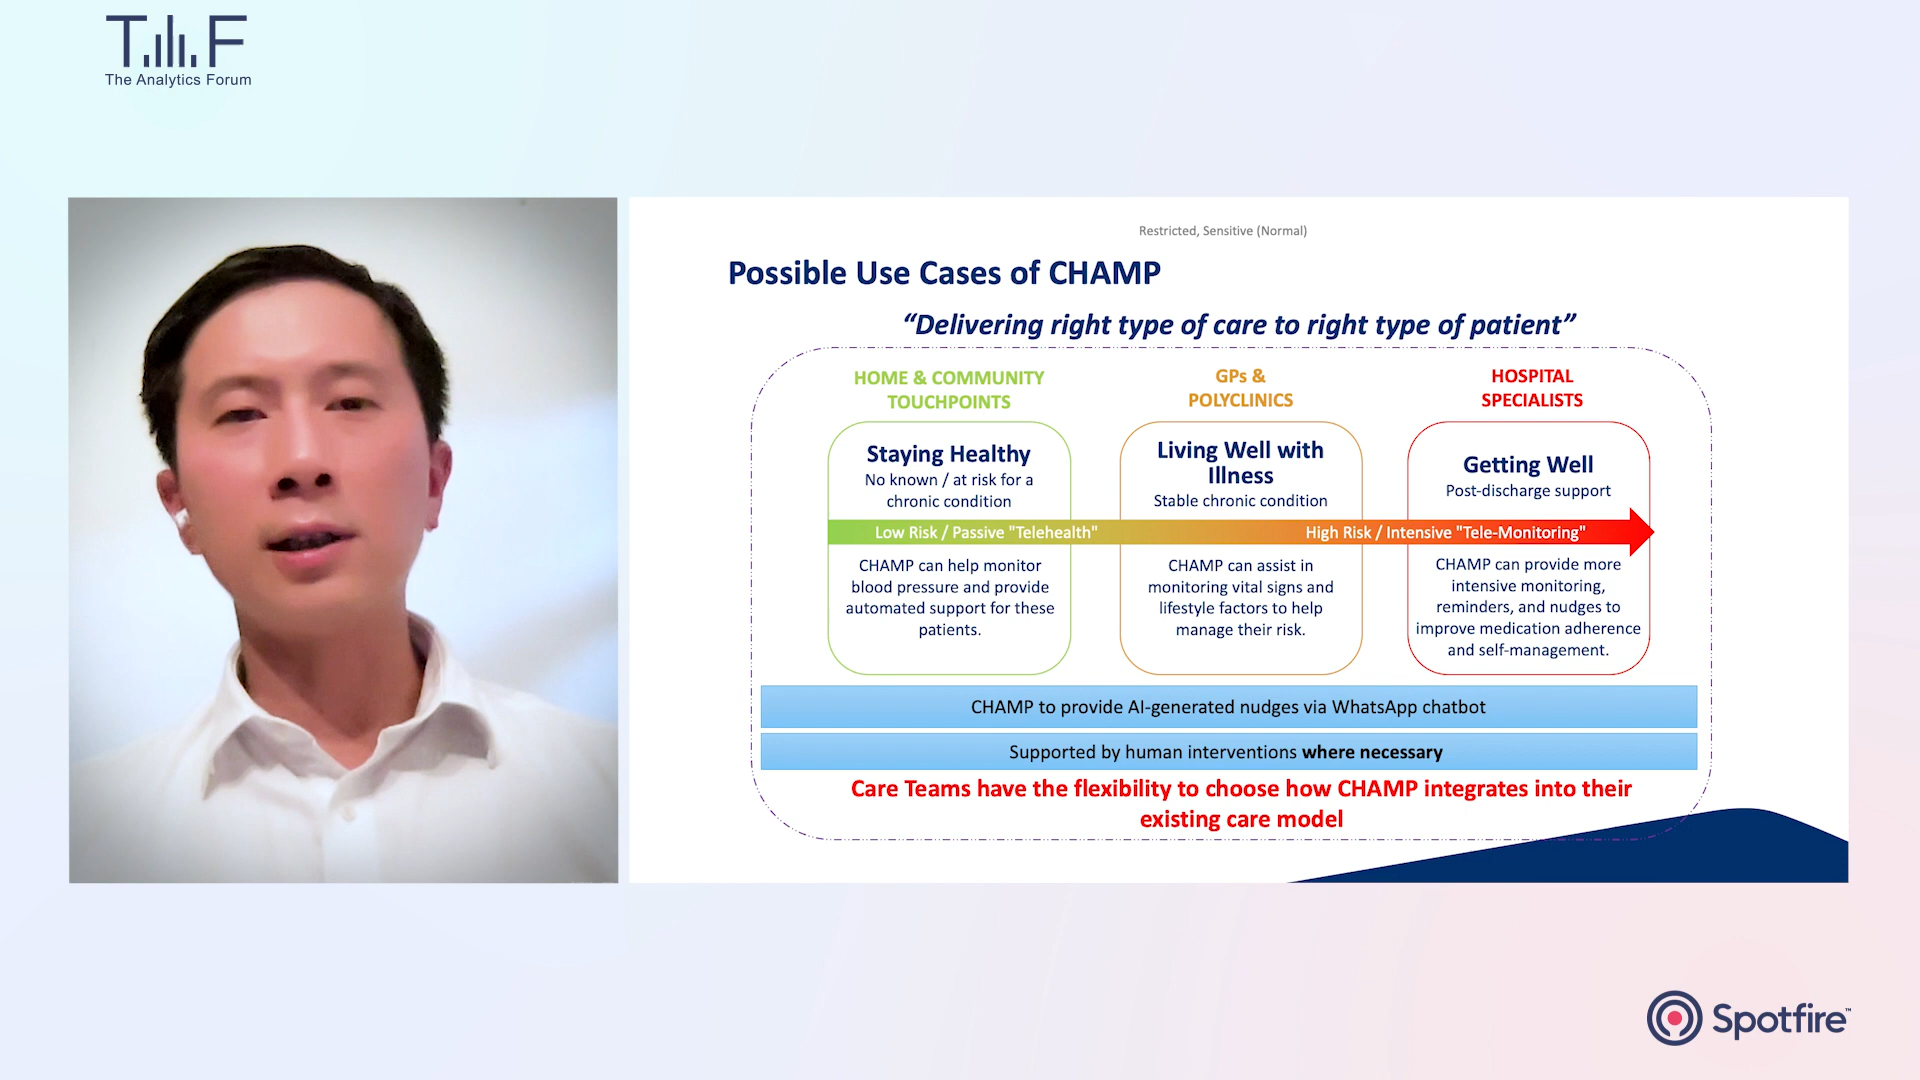 T F
The Analytics Forum
Restricted, Sensitive (Normal)
Possible Use Cases of CHAMP
“Delivering right type of care to right type of patient”
HOME & COMMUNITY
TOUCHPOINTS
Staying Healthy
No known / at risk for a
chronic condition
GPs &
POLYCLINICS
Living Well with
Illness
Stable chronic condition
HOSPITAL
SPECIALISTS
Getting Well
Post-discharge support
Low Risk / Passive "Telehealth"
High Risk / Intensive "Tele-Monitoring"
CHAMP can help monitor
blood pressure and provide
automated support for these
patients.
CHAMP can assist in
monitoring vital signs and
lifestyle factors to help
manage their risk.
CHAMP can provide more
intensive monitoring,
reminders, and nudges to
improve medication adherence
and self-management.
CHAMP to provide AI-generated nudges via WhatsApp chatbot
Supported by human interventions where necessary
Care Teams have the flexibility to choose how CHAMP integrates into their
existing care model
Spotfire™